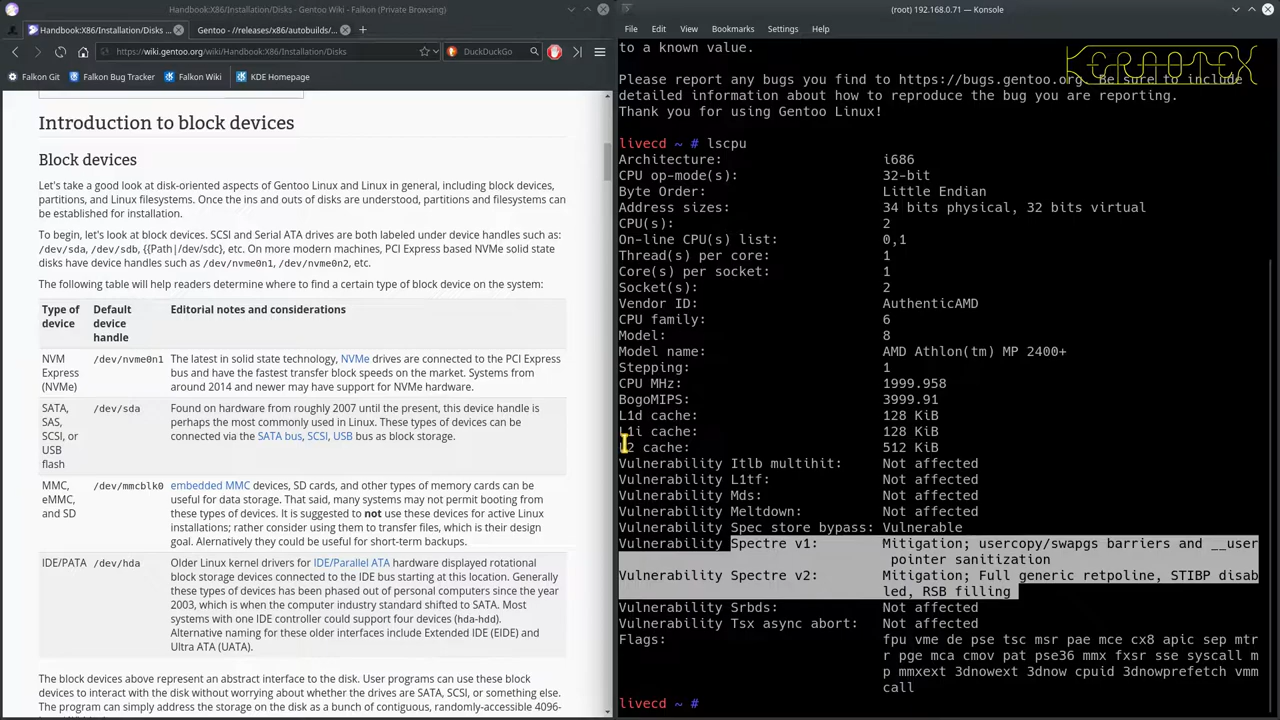 Handbook:X86/Installation/Disks - Gentoo Wiki - Falkon (Private Browsing)
Handbook:X86/Installation/Disks
Gentoo - //releases/x86/autobuilds/
https://wiki.gentoo.org/wiki/Handbook:X86/Installation/Disks
DuckDuckGo
Falkon Git
Falkon Bug Tracker
Falkon Wiki
KDE Homepage
Introduction to block devices
Block devices
Let's take a good look at disk-oriented aspects of Gentoo Linux and Linux in general, including block devices,
partitions, and Linux filesystems. Once the ins and outs of disks are understood, partitions and filesystems can
be established for installation.
To begin, let's look at block devices. SCSI and Serial ATA drives are both labeled under device handles such as:
/dev/sda, /dev/sdb, {{Path|/dev/sdc}, etc. On more modern machines, PCI Express based NVMe solid state
disks have device handles such as /dev/nvme0n1, /dev/nvme0n2, etc.
The following table will help readers determine where to find a certain type of block device on the system:
Type of
device
Default
device
handle
Editorial notes and considerations
NVM
Express
(NVMe)
/dev/nvme0n1
The latest in solid state technology, NVMe drives are connected to the PCI Express
bus and have the fastest transfer block speeds on the market. Systems from
around 2014 and newer may have support for NVMe hardware.
SATA,
SAS,
SCSI, or
USB
flash
/dev/sda
Found on hardware from roughly 2007 until the present, this device handle is
perhaps the most commonly used in Linux. These types of devices can be
connected via the SATA bus, SCSI, USB bus as block storage.
MMC,
eMMC,
and SD
/dev/mmcblk0
embedded MMC devices, SD cards, and other types of memory cards can be
useful for data storage. That said, many systems may not permit booting from
these types of devices. It is suggested to not use these devices for active Linux
installations; rather consider using them to transfer files, which is their design
goal. Alernatively they could be useful for short-term backups.
IDE/PATA
/dev/hda
Older Linux kernel drivers for IDE/Parallel ATA hardware displayed rotational
block storage devices connected to the IDE bus starting at this location. Generally
these types of devices has been phased out of personal computers since the year
2003, which is when the computer industry standard shifted to SATA. Most
systems with one IDE controller could support four devices (hda-hdd).
Alternative naming for these older interfaces include Extended IDE (EIDE) and
Ultra ATA (UATA).
The block devices above represent an abstract interface to the disk. User programs can use these block
devices to interact with the disk without worrying about whether the drives are SATA, SCSI, or something else.
The program can simply address the storage on the disk as a bunch of contiguous, randomly-accessible 4096-
(root) 192.168.0.71 — Konsole
File Edit View Bookmarks Settings Help
KERNOTEX
to a known value.
Please report any bugs you find to https://bugs.gentoo.org. Be sure to include
detailed information about how to reproduce the bug you are reporting.
Thank you for using Gentoo Linux!
livecd ~ # lscpu
Architecture: i686
CPU op-mode(s): 32-bit
Byte Order: Little Endian
Address sizes: 34 bits physical, 32 bits virtual
CPU(s): 2
On-line CPU(s) list: 0,1
Thread(s) per core: 1
Core(s) per socket: 1
Socket(s): 2
Vendor ID: AuthenticAMD
CPU family: 6
Model: 8
Model name: AMD Athlon(tm) MP 2400+
Stepping: 1
CPU MHz: 1999.958
BogoMIPS: 3999.91
L1d cache: 128 KiB
L1i cache: 128 KiB
L2 cache: 512 KiB
Vulnerability Itlb multihit: Not affected
Vulnerability L1tf: Not affected
Vulnerability Mds: Not affected
Vulnerability Meltdown: Not affected
Vulnerability Spec store bypass: Vulnerable
Vulnerability Spectre v1: Mitigation; usercopy/swapgs barriers and __user
pointer sanitization
Vulnerability Spectre v2: Mitigation; Full generic retpoline, STIBP disab
led, RSB filling
Vulnerability Srbds: Not affected
Vulnerability Tsx async abort: Not affected
Flags: fpu vme de pse tsc msr pae mce cx8 apic sep mtr
r pge mca cmov pat pse36 mmx fxsr sse syscall m
p mmxext 3dnowext 3dnow cpuid 3dnowprefetch vmm
call
livecd ~ #